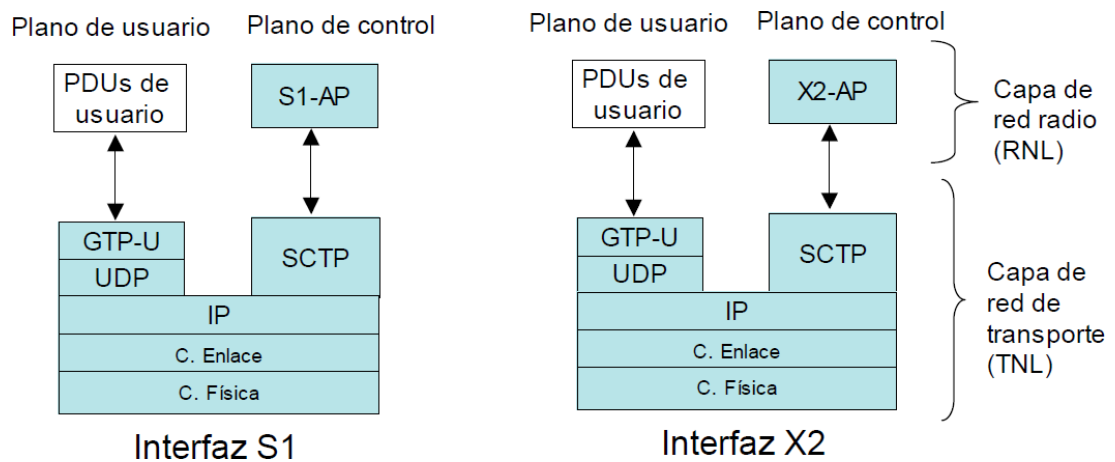 Plano de usuario
Plano de control
PDUs de
usuario
S1-AP
GTP-U
UDP
SCTP
IP
C. Enlace
C. Física
Interfaz S1
Plano de usuario
Plano de control
PDUs de
usuario
X2-AP
GTP-U
UDP
SCTP
IP
C. Enlace
C. Física
Interfaz X2
Capa de
red radio
(RNL)
Capa de
red de
transporte
(TNL)